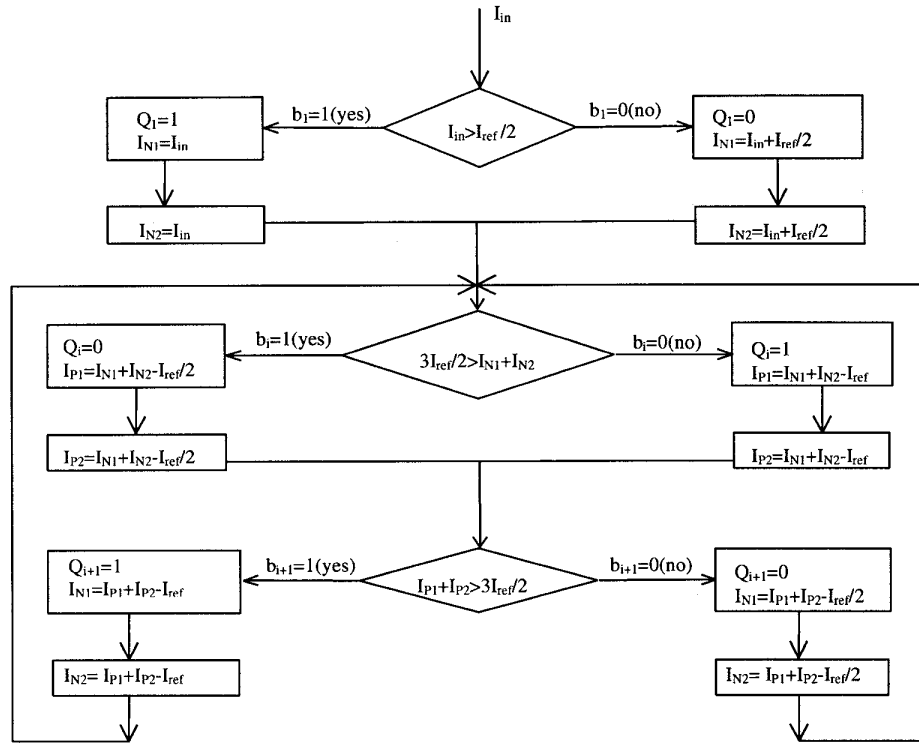 I_in
b_1=1(yes)
I_in>I_ref/2
b_1=0(no)
Q_1=1
I_N1=I_in
Q_1=0
I_N1=I_in+I_ref/2
I_N2=I_in
I_N2=I_in+I_ref/2
b_i=1(yes)
3I_ref/2>I_N1+I_N2
b_i=0(no)
Q_i=0
I_P1=I_N1+I_N2-I_ref/2
Q_i=1
I_P1=I_N1+I_N2-I_ref
I_P2=I_N1+I_N2-I_ref/2
I_P2=I_N1+I_N2-I_ref
b_i+1=1(yes)
I_P1+I_P2>3I_ref/2
b_i+1=0(no)
Q_i+1=1
I_N1=I_P1+I_P2-I_ref
Q_i+1=0
I_N1=I_P1+I_P2-I_ref/2
I_N2= I_P1+I_P2-I_ref
I_N2= I_P1+I_P2-I_ref/2